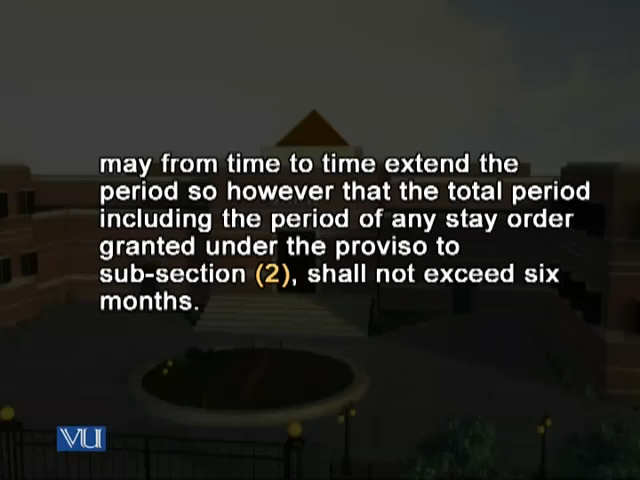 may from time to time extend the
period so however that the total period
including the period of any stay order
granted under the proviso to
sub-section (2), shall not exceed six
months.
VU